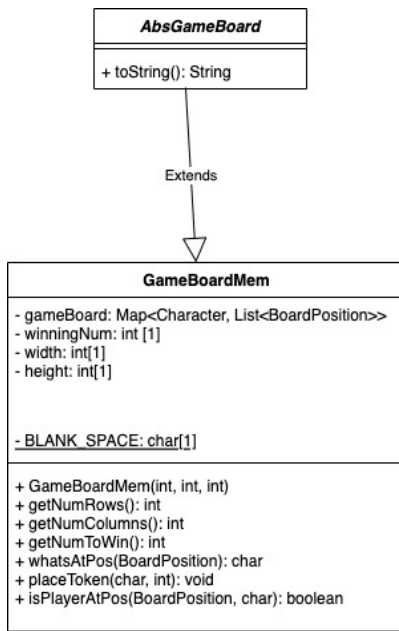 AbsGameBoard
+ toString(): String
Extends
GameBoardMem
- gameBoard: Map<Character, List<BoardPosition>>
- winningNum: int [1]
- width: int[1]
- height: int[1]
- BLANK_SPACE: char[1]
+ GameBoardMem(int, int, int)
+ getNumRows(): int
+ getNumColumns(): int
+ getNumToWin(): int
+ whatsAtPos(BoardPosition): char
+ placeToken(char, int): void
+ isPlayerAtPos(BoardPosition, char): boolean